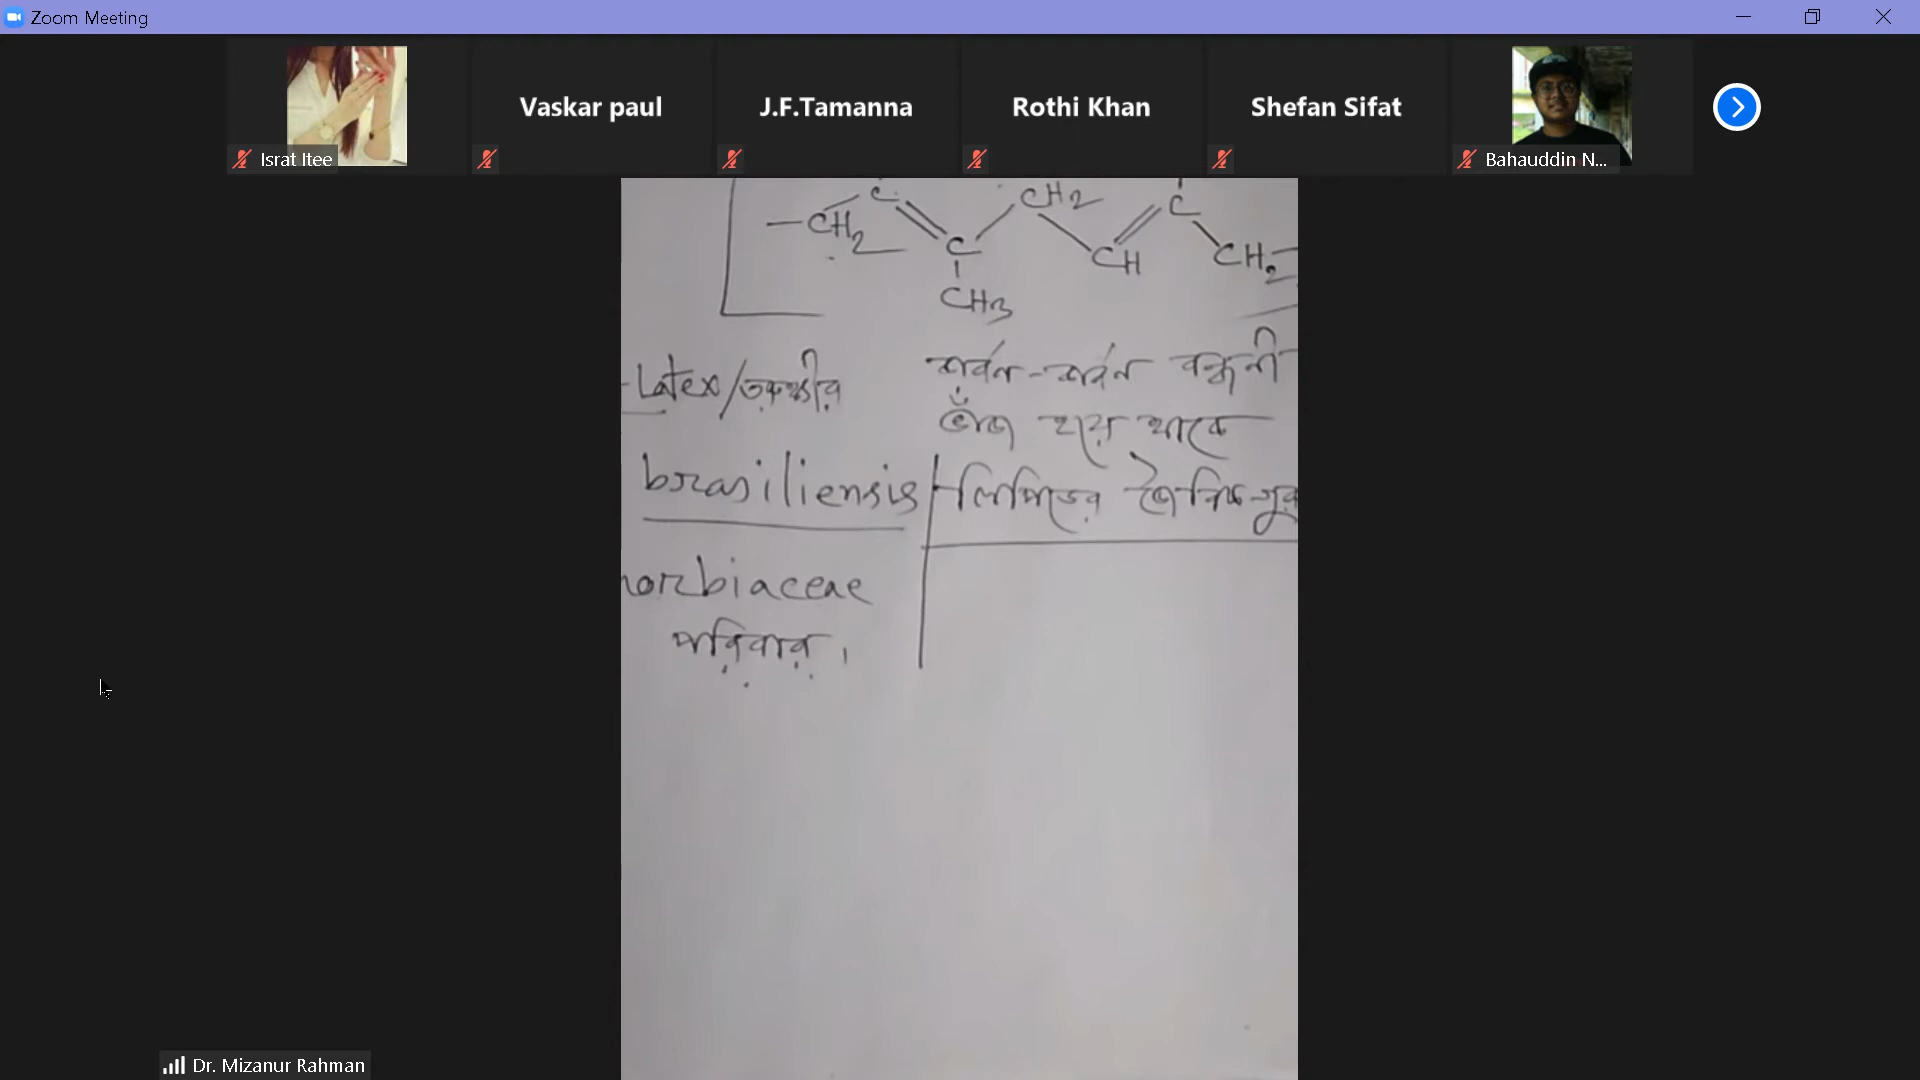 Zoom Meeting
Israt Itee
Vaskar paul
J.F.Tamanna
Rothi Khan
Shefan Sifat
Bahauddin N...
C CH2 C
—CH2 C CH CH2
CH3
-Latex/তরুক্ষীর
কার্বন-কার্বন বন্ধনী
ভাঁজ হয়ে থাকে
brasiliensis
লিপিডের জৈবিক গুরু
horbiaceae
পরিবার।
Dr. Mizanur Rahman